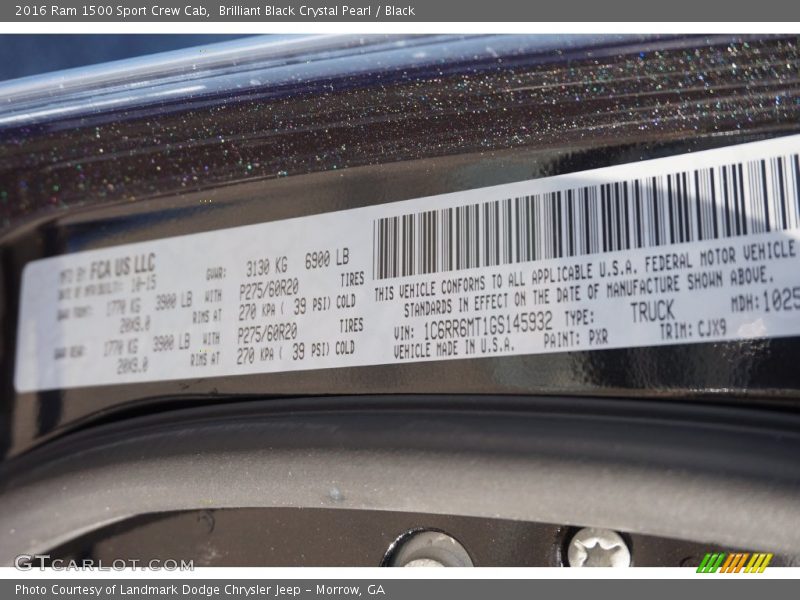 2016 Ram 1500 Sport Crew Cab, Brilliant Black Crystal Pearl / Black
MFD BY FCA US LLC
DATE OF MFR/BUILT: 10-15
GVWR: 3130 KG 6900 LB
1770 KG 3900 LB WITH P275/60R20 TIRES
20X9.0 RIMS AT 270 KPA ( 39 PSI) COLD
GAWR REAR: 1770 KG 3900 LB WITH P275/60R20 TIRES
20X9.0 RIMS AT 270 KPA ( 39 PSI) COLD
THIS VEHICLE CONFORMS TO ALL APPLICABLE U.S.A. FEDERAL MOTOR VEHICLE
STANDARDS IN EFFECT ON THE DATE OF MANUFACTURE SHOWN ABOVE.
VIN: 1C6RR6MT1GS145932 TYPE: TRUCK MDH: 1025
VEHICLE MADE IN U.S.A. PAINT: PXR TRIM: CJX9
GTCARLOT.COM
Photo Courtesy of Landmark Dodge Chrysler Jeep – Morrow, GA